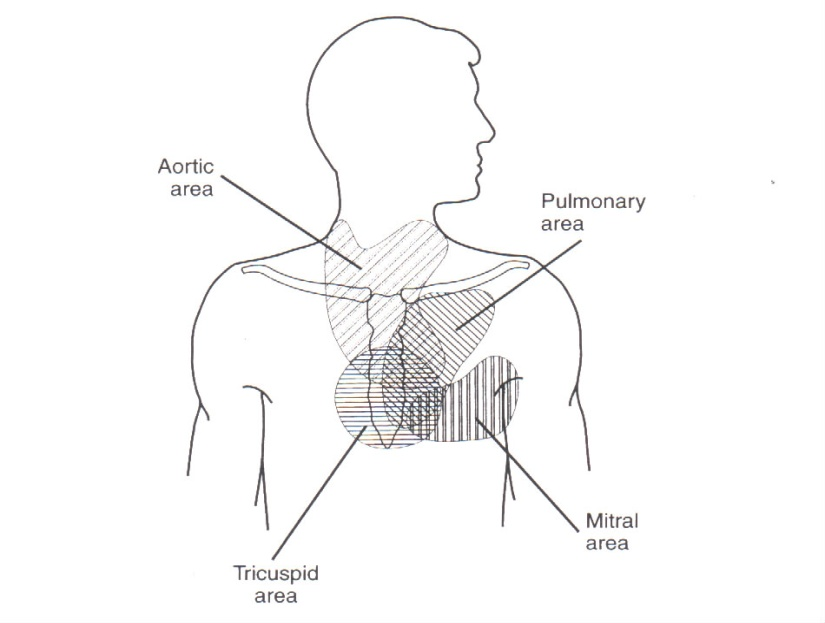 Aortic
area
Pulmonary
area
Mitral
area
Tricuspid
area